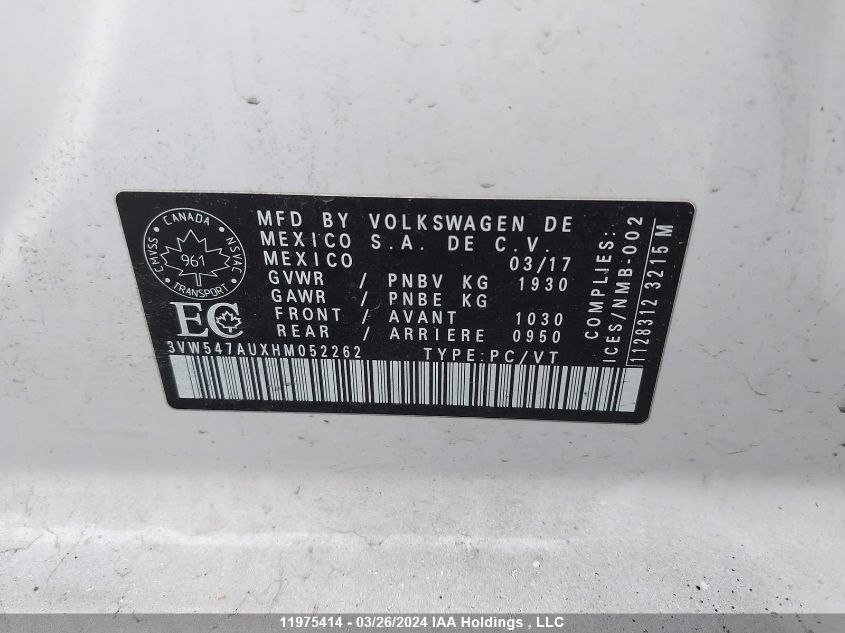 CANADA
CMVSS NSVAC
961
TRANSPORT
EC
MFD BY VOLKSWAGEN DE
MEXICO S.A. DE C.V.
MEXICO 03/17
GVWR / PNBV KG 1930
GAWR / PNBE KG
FRONT / AVANT 1030
REAR / ARRIERE 0950
3VW547AUXHM052262 TYPE:PC/VT
COMPLIES:
ICES/NMB-002
1128312 3215 M
11975414 - 03/26/2024 IAA Holdings , LLC